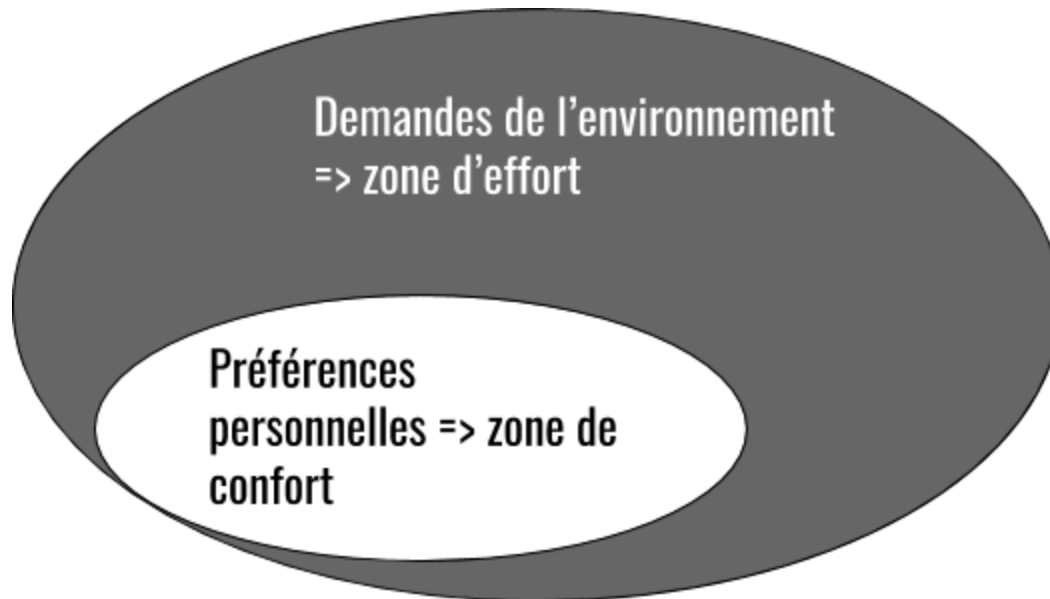 Demandes de l’environnement
=> zone d’effort
Préférences
personnelles => zone de
confort